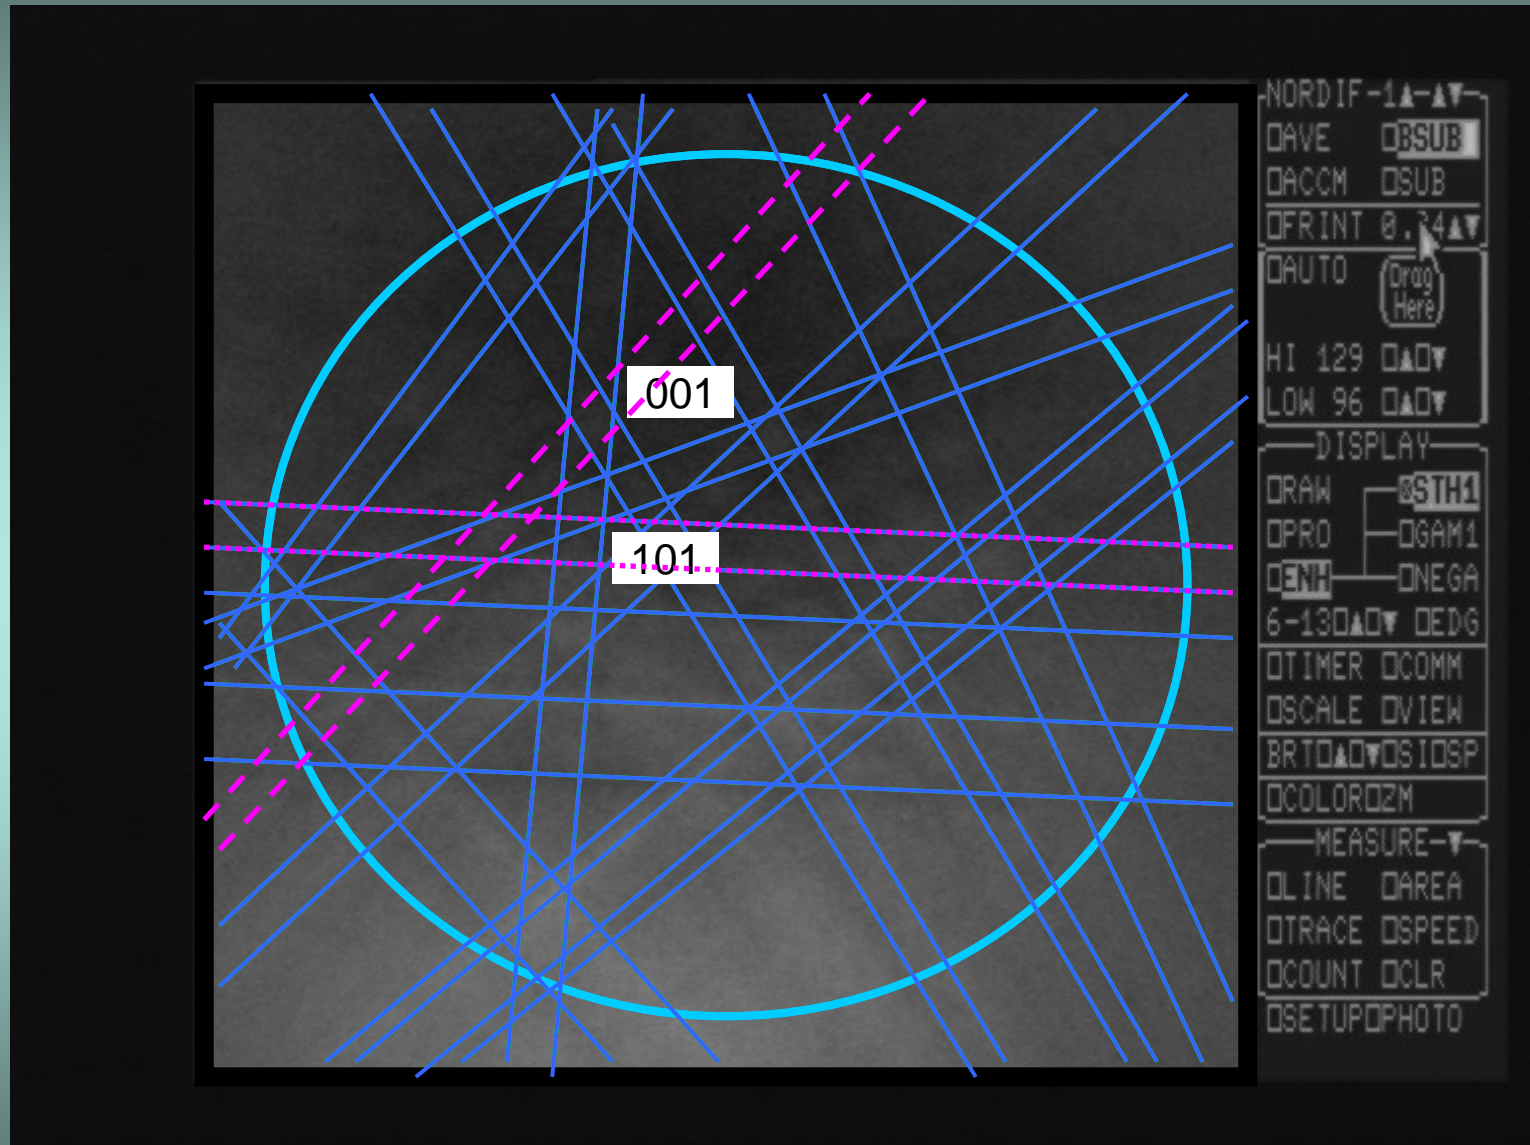 NORDIF-1▲-▲▼
□AVE □BSUB
□ACCM □SUB
□FRINT 0.24▲▼
□AUTO Drag
Here
HI 129 □▲□▼
LOW 96 □▲□▼
DISPLAY
□RAW □STH1
□PRO □GAM1
□ENH □NEGA
6-13□▲□▼ □EDG
□TIMER □COMM
□SCALE □VIEW
BRT□▲□▼□SI□SP
□COLOR□ZM
MEASURE-▼
□LINE □AREA
□TRACE □SPEED
□COUNT □CLR
□SETUP□PHOTO
001
101